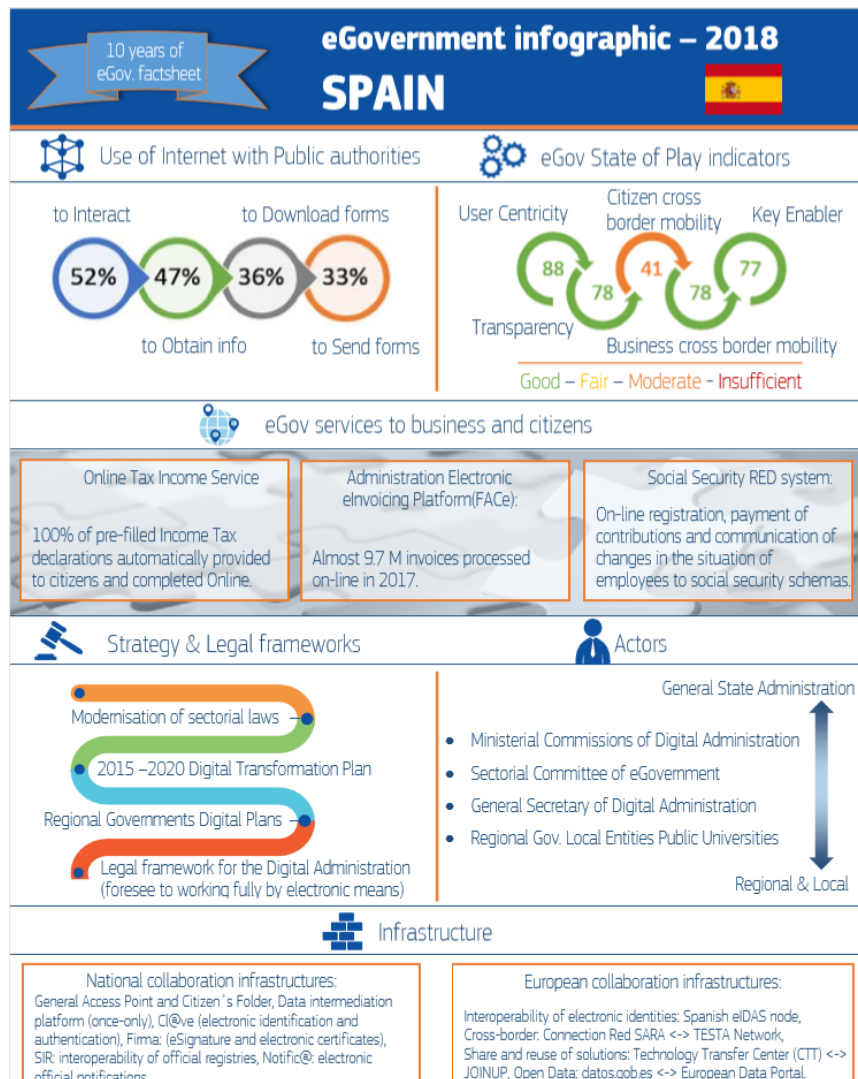 10 years of
eGov. factsheet
eGovernment infographic – 2018
SPAIN
Use of Internet with Public authorities
to Interact
to Download forms
52%
47%
36%
33%
to Obtain info
to Send forms
eGov State of Play indicators
User Centricity
Citizen cross
border mobility
Key Enabler
88
78
41
78
77
Transparency
Business cross border mobility
Good – Fair – Moderate - Insufficient
eGov services to business and citizens
Online Tax Income Service
100% of pre-filled Income Tax
declarations automatically provided
to citizens and completed Online.
Administration Electronic
eInvoicing Platform(FACe):
Almost 9.7 M invoices processed
on-line in 2017.
Social Security RED system:
On-line registration, payment of
contributions and communication of
changes in the situation of
employees to social security schemas.
Strategy & Legal frameworks
Modernisation of sectorial laws
2015 –2020 Digital Transformation Plan
Regional Governments Digital Plans
Legal framework for the Digital Administration
(foresee to working fully by electronic means)
Actors
General State Administration
• Ministerial Commissions of Digital Administration
• Sectorial Committee of eGovernment
• General Secretary of Digital Administration
• Regional Gov. Local Entities Public Universities
Regional & Local
Infrastructure
National collaboration infrastructures:
General Access Point and Citizen´s Folder, Data intermediation
platform (once-only), Cl@ve (electronic identification and
authentication), Firma: (eSignature and electronic certificates),
SIR: interoperability of official registries, Notific@: electronic
official notifications
European collaboration infrastructures:
Interoperability of electronic identities: Spanish eIDAS node,
Cross-border: Connection Red SARA <-> TESTA Network,
Share and reuse of solutions: Technology Transfer Center (CTT) <->
JOINUP, Open Data: datos.gob.es <-> European Data Portal.